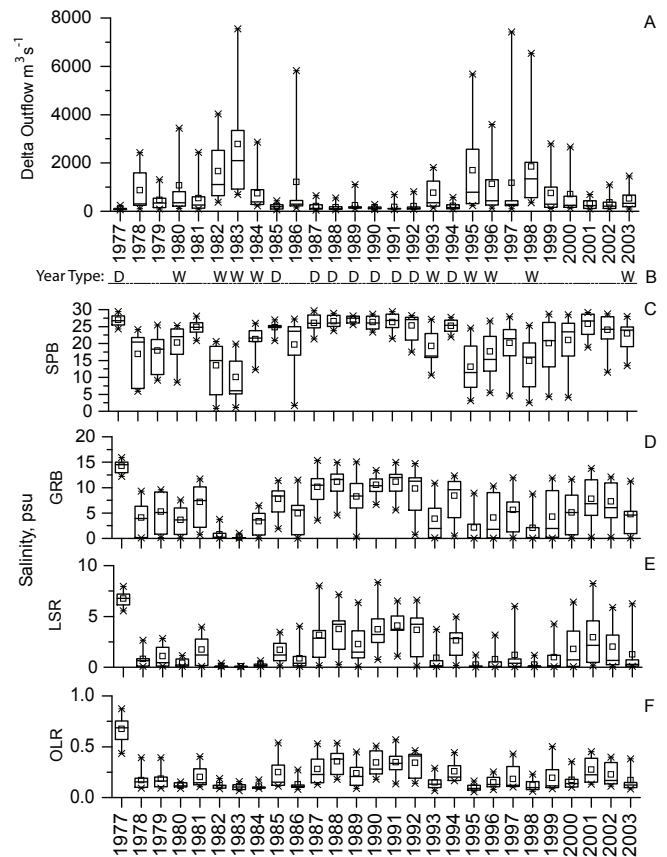 A
Delta Outflow m³ s⁻¹
8000
6000
4000
2000
0
1977 1978 1979 1980 1981 1982 1983 1984 1985 1986 1987 1988 1989 1990 1991 1992 1993 1994 1995 1996 1997 1998 1999 2000 2001 2002 2003
Year Type: D W W W W D D D D D D D W D W W W W B
C
SPB
30
25
20
15
10
5
0
Salinity, psu
D
GRB
20
15
10
5
0
E
LSR
10
5
0
F
OLR
1.0
0.5
0.0
1977 1978 1979 1980 1981 1982 1983 1984 1985 1986 1987 1988 1989 1990 1991 1992 1993 1994 1995 1996 1997 1998 1999 2000 2001 2002 2003